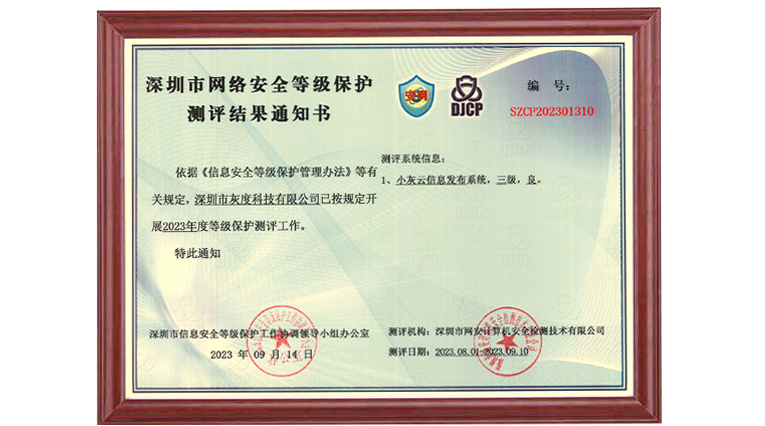 深圳市网络安全等级保护
测评结果通知书
安网
DJCP
编 号：
SZCP202301310
依据《信息安全等级保护管理办法》等有
关规定，深圳市灰度科技有限公司已按规定开
展2023年度等级保护测评工作。
特此通知
测评系统信息：
1、小灰云信息发布系统，三级，良。
深圳市信息安全等级保护工作协调领导小组办公室
2023 年 09 月 14 日
办公室
测评机构：深圳市网安计算机安全检测技术有限公司
测评日期：2023.08.01-2023.09.10